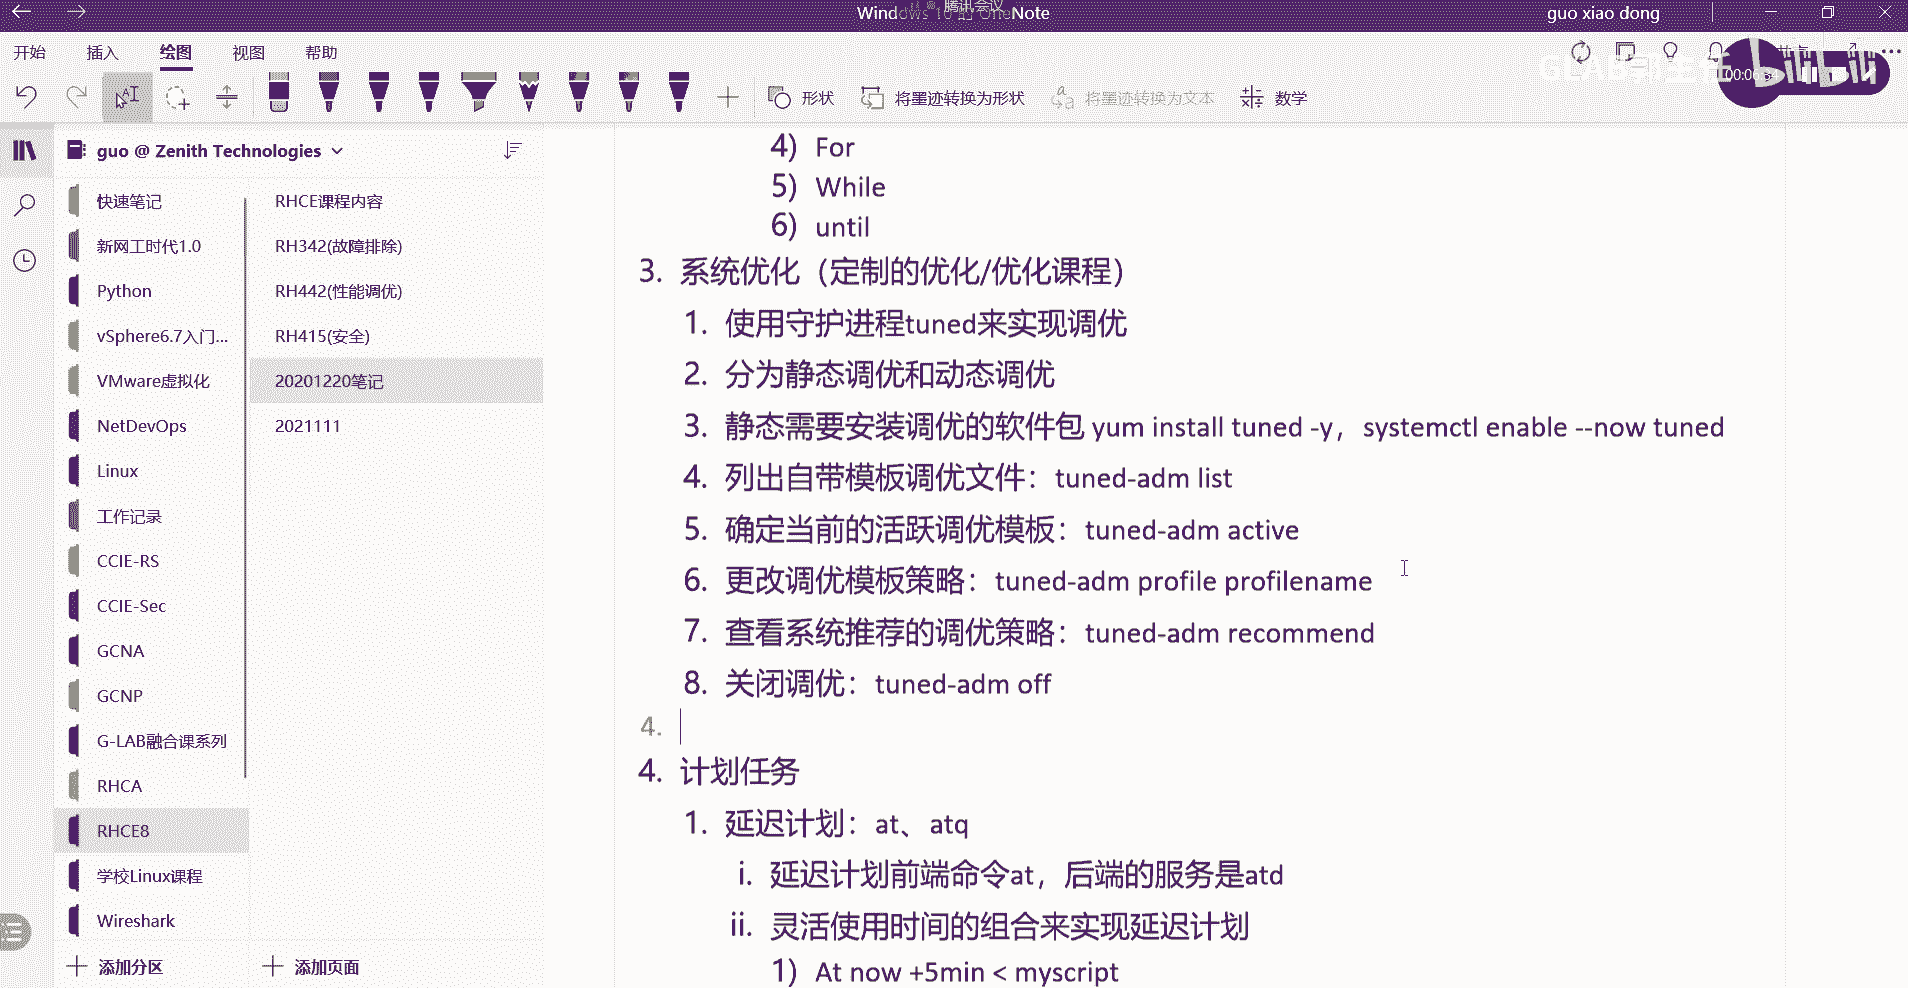 Windows 10 的 OneNote
腾讯会议
guo xiao dong
开始
插入
绘图
视图
帮助
GLAB郭主任
bilibili
00:06:34
形状
将墨迹转换为形状
将墨迹转换为文本
数学
guo @ Zenith Technologies
快速笔记
新网工时代1.0
Python
vSphere6.7入门...
VMware虚拟化
NetDevOps
Linux
工作记录
CCIE-RS
CCIE-Sec
GCNA
GCNP
G-LAB融合课系列
RHCA
RHCE8
学校Linux课程
Wireshark
添加分区
RHCE课程内容
RH342(故障排除)
RH442(性能调优)
RH415(安全)
20201220笔记
2021111
添加页面
4) For
5) While
6) until
3. 系统优化（定制的优化/优化课程）
1. 使用守护进程tuned来实现调优
2. 分为静态调优和动态调优
3. 静态需要安装调优的软件包 yum install tuned -y，systemctl enable --now tuned
4. 列出自带模板调优文件：tuned-adm list
5. 确定当前的活跃调优模板：tuned-adm active
6. 更改调优模板策略：tuned-adm profile profilename
7. 查看系统推荐的调优策略：tuned-adm recommend
8. 关闭调优：tuned-adm off
4.
4. 计划任务
1. 延迟计划：at、atq
i. 延迟计划前端命令at，后端的服务是atd
ii. 灵活使用时间的组合来实现延迟计划
1) At now +5min < myscript